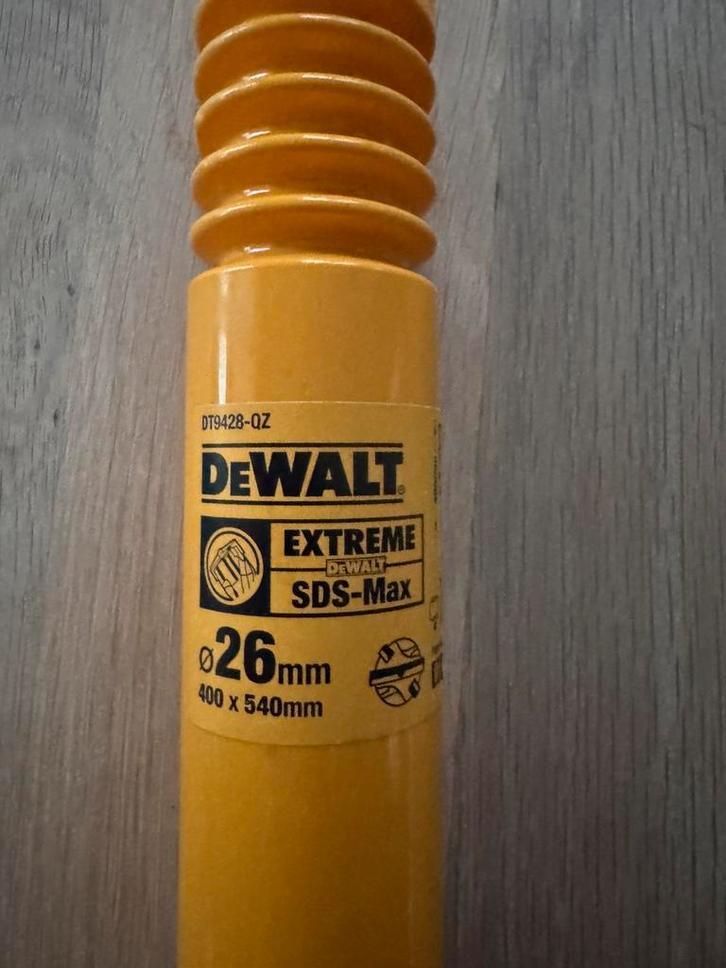 DT9428-QZ
DEWALT®
EXTREME
DEWALT
SDS-Max
Ø26mm
400 x 540mm